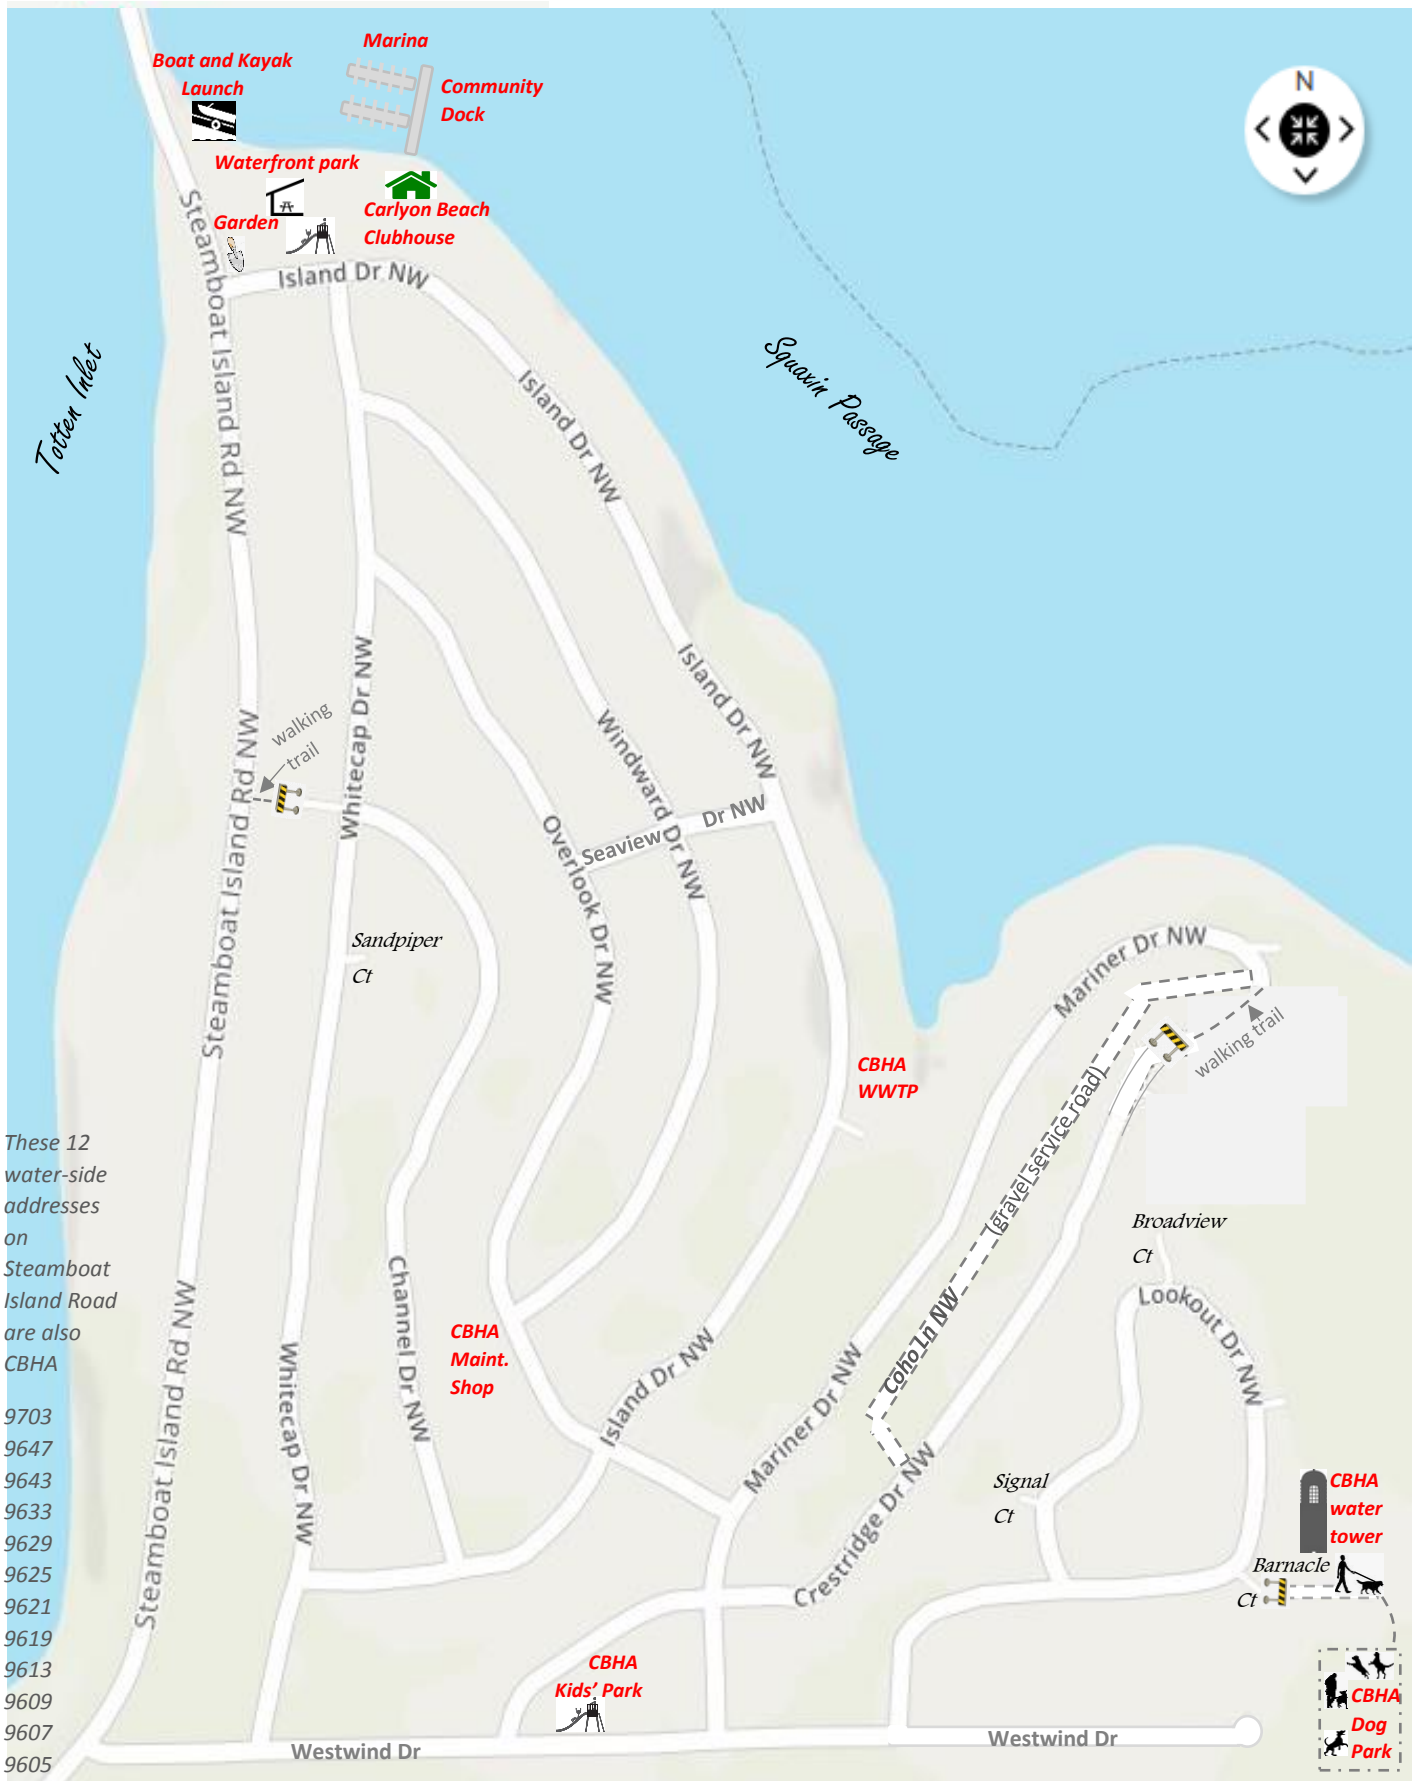 Marina
Boat and Kayak
Launch
Community
Dock
N
Waterfront park
Carlyon Beach
Clubhouse
Garden
Island Dr NW
Steamboat Island Rd NW
Totten Inlet
Squaxin Passage
Island Dr NW
Island Dr NW
walking
trail
Whitecap Dr NW
Windward Dr NW
Seaview Dr NW
Overlook Dr NW
Steamboat Island Rd NW
Sandpiper
Ct
Mariner Dr NW
walking trail
CBHA
WWTP
(gravel service road)
Coho Ln NW
Broadview
Ct
Lookout Dr NW
These 12
water-side
addresses
on
Steamboat
Island Road
are also
CBHA
9703
9647
9643
9633
9629
9625
9621
9619
9613
9609
9607
9605
Steamboat Island Rd NW
Whitecap Dr NW
Channel Dr NW
CBHA
Maint.
Shop
Island Dr NW
Mariner Dr NW
Crestridge Dr NW
Signal
Ct
CBHA
water
tower
Barnacle
Ct
CBHA
Kids' Park
CBHA
Dog
Park
Westwind Dr
Westwind Dr